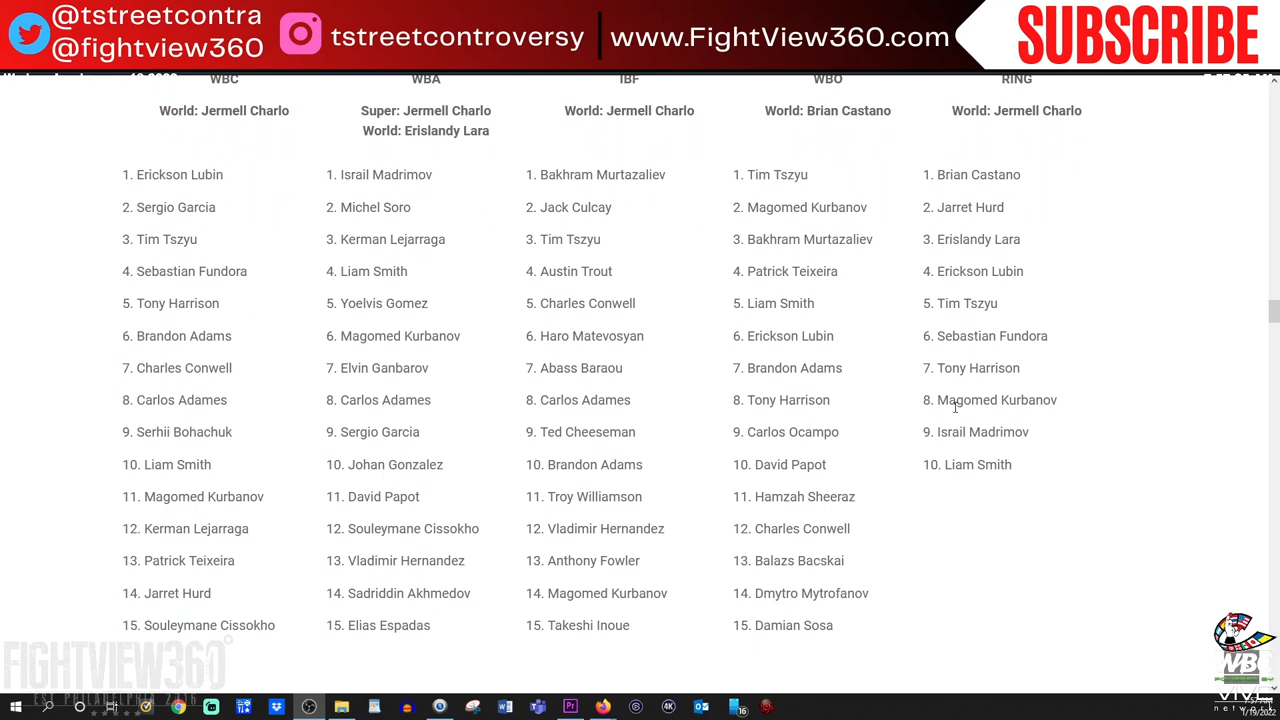 @tstreetcontra
@fightview360
tstreetcontroversy
www.FightView360.com
SUBSCRIBE
WBC WBA IBF WBO RING
World: Jermell Charlo Super: Jermell Charlo World: Jermell Charlo World: Brian Castano World: Jermell Charlo
World: Erislandy Lara
1. Erickson Lubin 1. Israil Madrimov 1. Bakhram Murtazaliev 1. Tim Tszyu 1. Brian Castano
2. Sergio Garcia 2. Michel Soro 2. Jack Culcay 2. Magomed Kurbanov 2. Jarret Hurd
3. Tim Tszyu 3. Kerman Lejarraga 3. Tim Tszyu 3. Bakhram Murtazaliev 3. Erislandy Lara
4. Sebastian Fundora 4. Liam Smith 4. Austin Trout 4. Patrick Teixeira 4. Erickson Lubin
5. Tony Harrison 5. Yoelvis Gomez 5. Charles Conwell 5. Liam Smith 5. Tim Tszyu
6. Brandon Adams 6. Magomed Kurbanov 6. Haro Matevosyan 6. Erickson Lubin 6. Sebastian Fundora
7. Charles Conwell 7. Elvin Ganbarov 7. Abass Baraou 7. Brandon Adams 7. Tony Harrison
8. Carlos Adames 8. Carlos Adames 8. Carlos Adames 8. Tony Harrison 8. Magomed Kurbanov
9. Serhii Bohachuk 9. Sergio Garcia 9. Ted Cheeseman 9. Carlos Ocampo 9. Israil Madrimov
10. Liam Smith 10. Johan Gonzalez 10. Brandon Adams 10. David Papot 10. Liam Smith
11. Magomed Kurbanov 11. David Papot 11. Troy Williamson 11. Hamzah Sheeraz
12. Kerman Lejarraga 12. Souleymane Cissokho 12. Vladimir Hernandez 12. Charles Conwell
13. Patrick Teixeira 13. Vladimir Hernandez 13. Anthony Fowler 13. Balazs Bacskai
14. Jarret Hurd 14. Sadriddin Akhmedov 14. Magomed Kurbanov 14. Dmytro Mytrofanov
15. Souleymane Cissokho 15. Elias Espadas 15. Takeshi Inoue 15. Damian Sosa
FIGHTVIEW360
EST PHILADELPHIA 2016
WBC
VIVE
network
16
1/19/2022